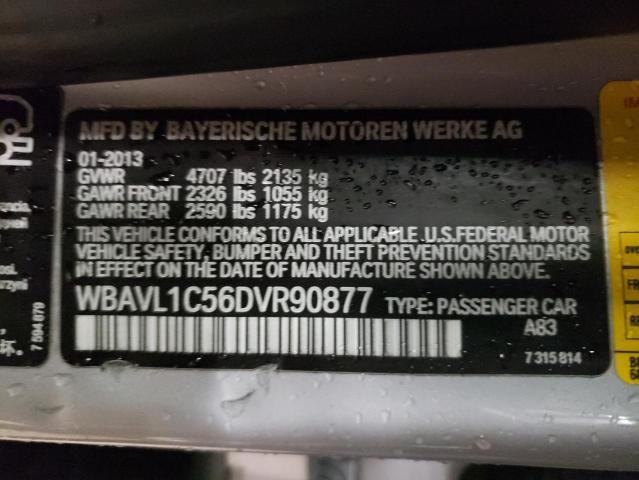 MFD BY BAYERISCHE MOTOREN WERKE AG
01-2013
GVWR 4707 lbs 2135 kg
GAWR FRONT 2326 lbs 1055 kg
GAWR REAR 2590 lbs 1175 kg
THIS VEHICLE CONFORMS TO ALL APPLICABLE .U.S.FEDERAL MOTOR
VEHICLE SAFETY, BUMPER AND THEFT PREVENTION STANDARDS
IN EFFECT ON THE DATE OF MANUFACTURE SHOWN ABOVE.
WBAVL1C56DVR90877 TYPE: PASSENGER CAR
A83
7 315 814
7 594 879